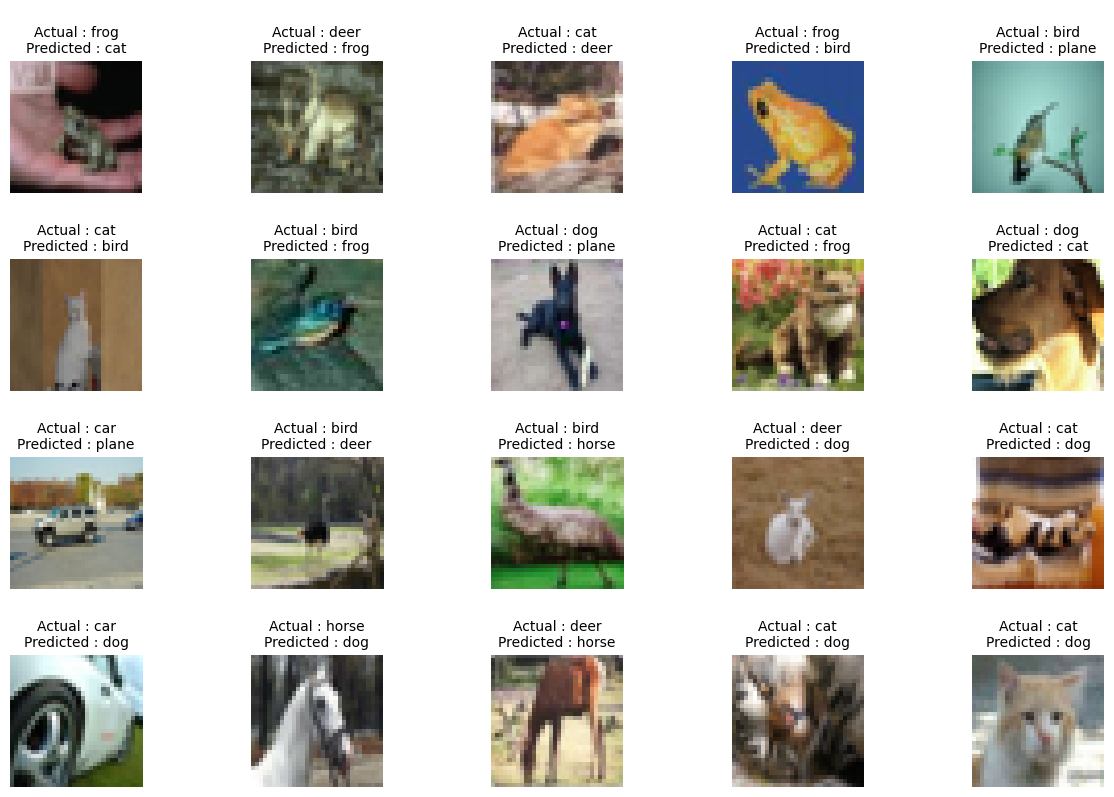 Actual : frog
Predicted : cat
Actual : deer
Predicted : frog
Actual : cat
Predicted : deer
Actual : frog
Predicted : bird
Actual : bird
Predicted : plane
Actual : cat
Predicted : bird
Actual : bird
Predicted : frog
Actual : dog
Predicted : plane
Actual : cat
Predicted : frog
Actual : dog
Predicted : cat
Actual : car
Predicted : plane
Actual : bird
Predicted : deer
Actual : bird
Predicted : horse
Actual : deer
Predicted : dog
Actual : cat
Predicted : dog
Actual : car
Predicted : dog
Actual : horse
Predicted : dog
Actual : deer
Predicted : horse
Actual : cat
Predicted : dog
Actual : cat
Predicted : dog